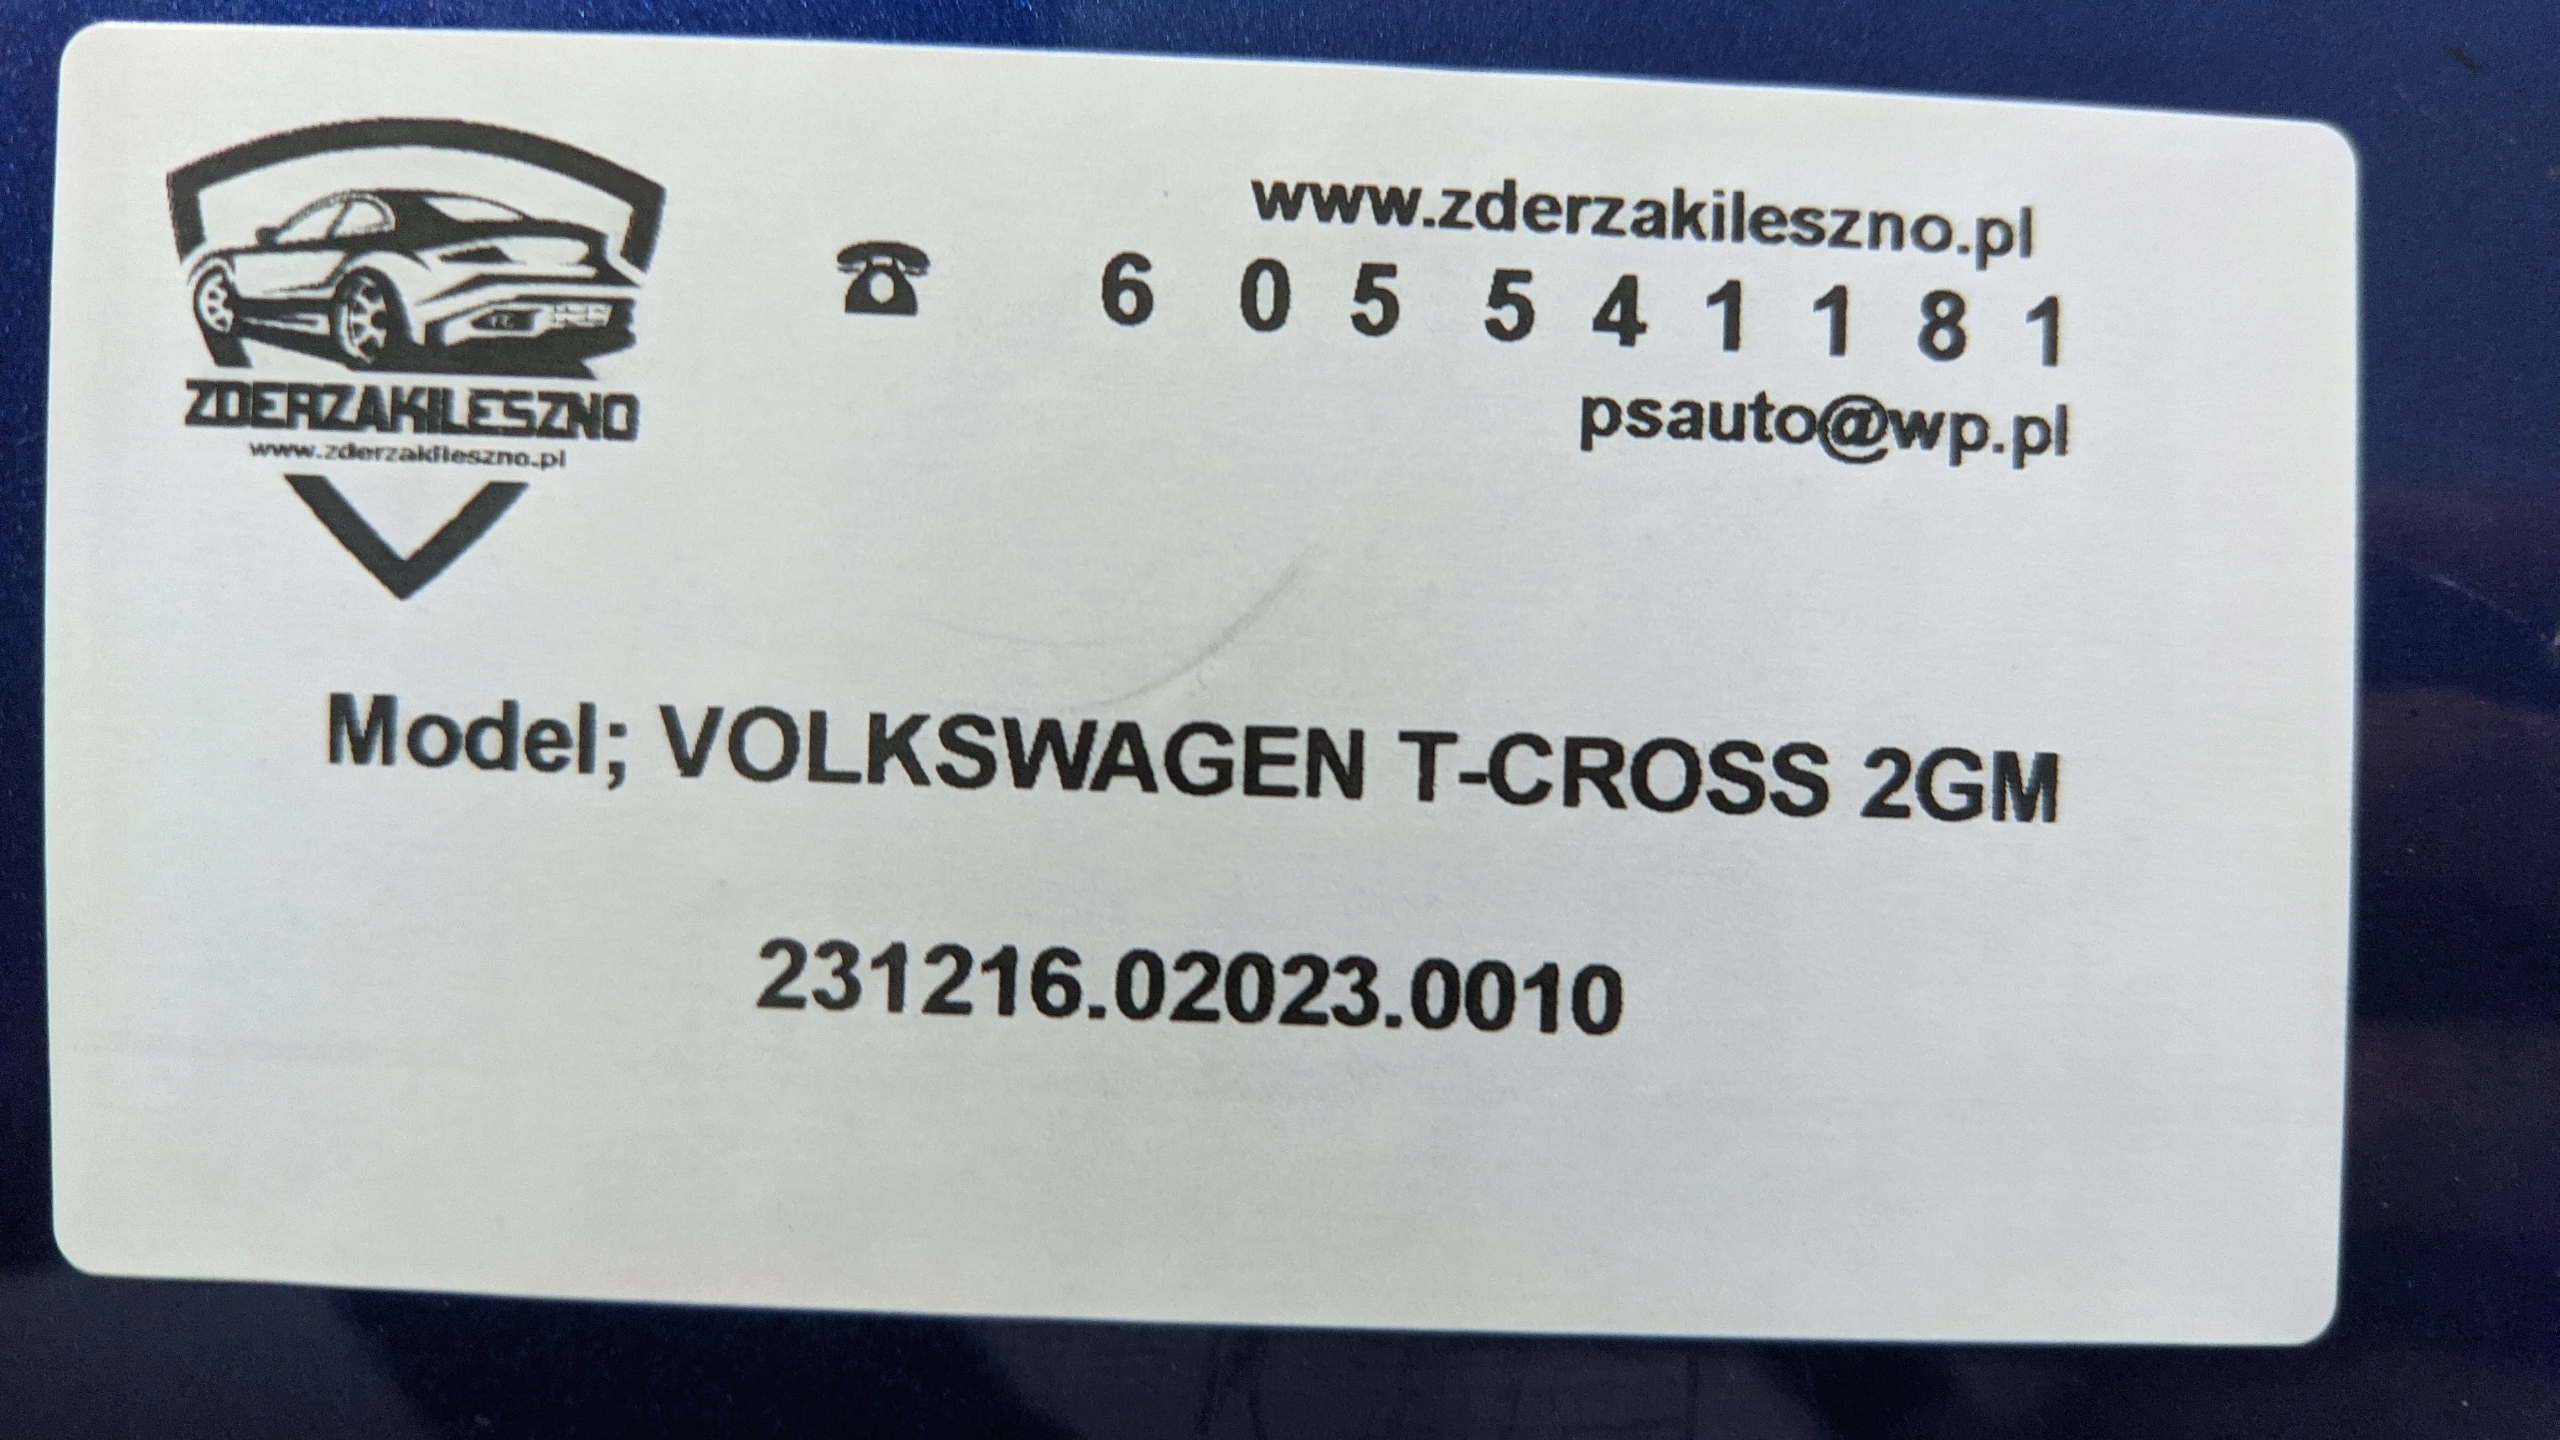 ZDERZAKILESZNO
www.zderzakileszno.pl
www.zderzakileszno.pl
☎ 6 0 5 5 4 1 1 8 1
psauto@wp.pl
Model; VOLKSWAGEN T-CROSS 2GM
231216.02023.0010